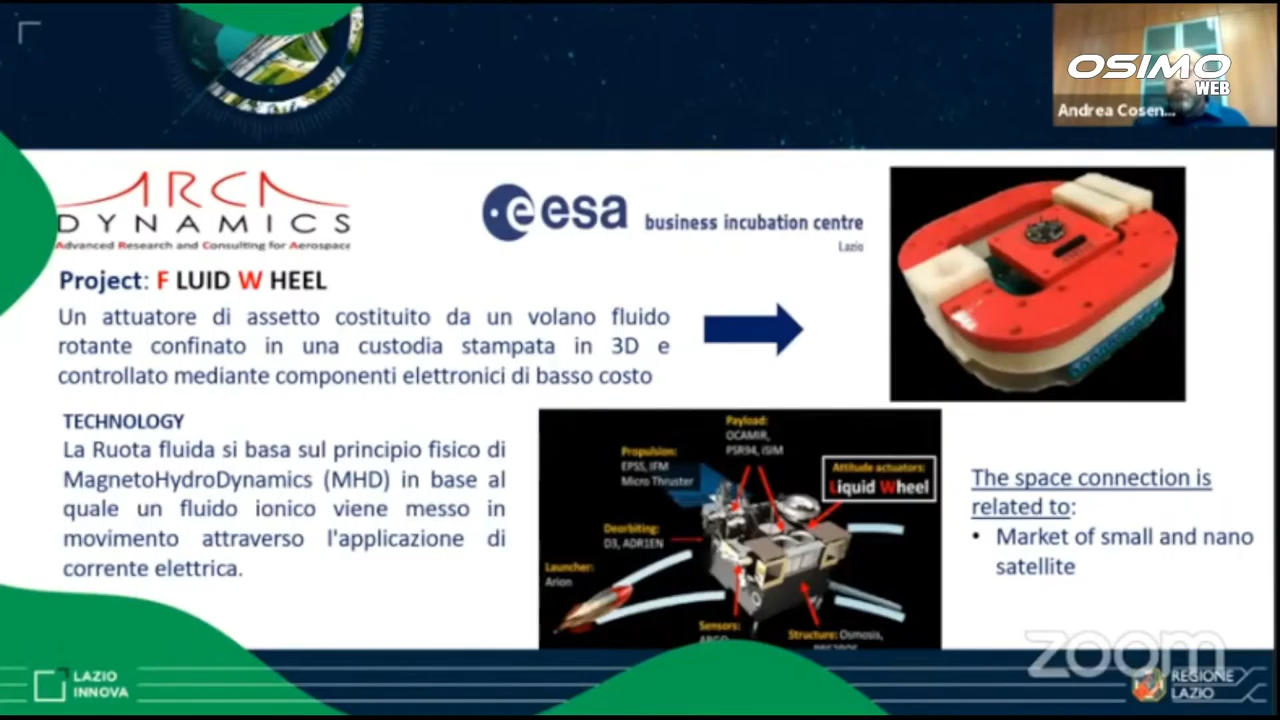 OSIMO
WEB
Andrea Cosen...
ARCA
DYNAMICS
Advanced Research and Consulting for Aerospace
esa
business incubation centre
Lazio
Project: F LUID W HEEL
Un attuatore di assetto costituito da un volano fluido
rotante confinato in una custodia stampata in 3D e
controllato mediante componenti elettronici di basso costo
TECHNOLOGY
La Ruota fluida si basa sul principio fisico di
MagnetoHydroDynamics (MHD) in base al
quale un fluido ionico viene messo in
movimento attraverso l'applicazione di
corrente elettrica.
Payload:
OCAMIR,
PSR94, iSIM
Propulsion:
EPSS, IFM
Micro Thruster
Attitude actuators:
Liquid Wheel
Deorbiting:
D3, ADR1EN
Launcher:
Arion
Sensors:
Structure: Osmosis,
The space connection is
related to:
• Market of small and nano
satellite
zoom
LAZIO
INNOVA
REGIONE
LAZIO